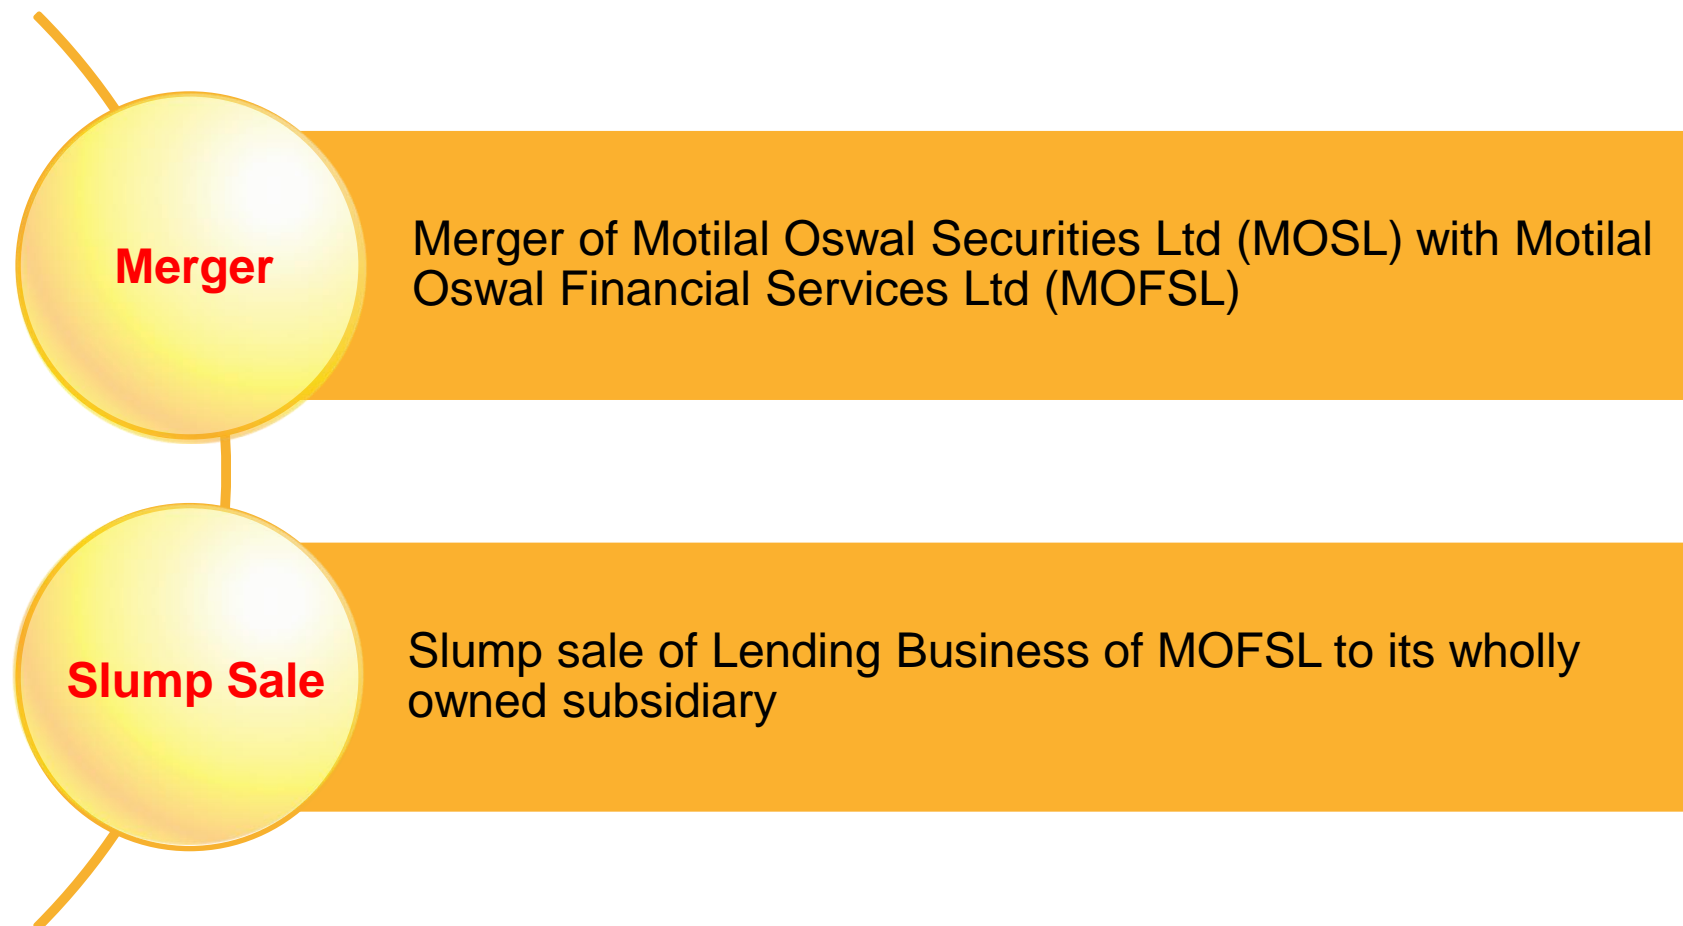 Merger
Merger of Motilal Oswal Securities Ltd (MOSL) with Motilal
Oswal Financial Services Ltd (MOFSL)
Slump Sale
Slump sale of Lending Business of MOFSL to its wholly
owned subsidiary